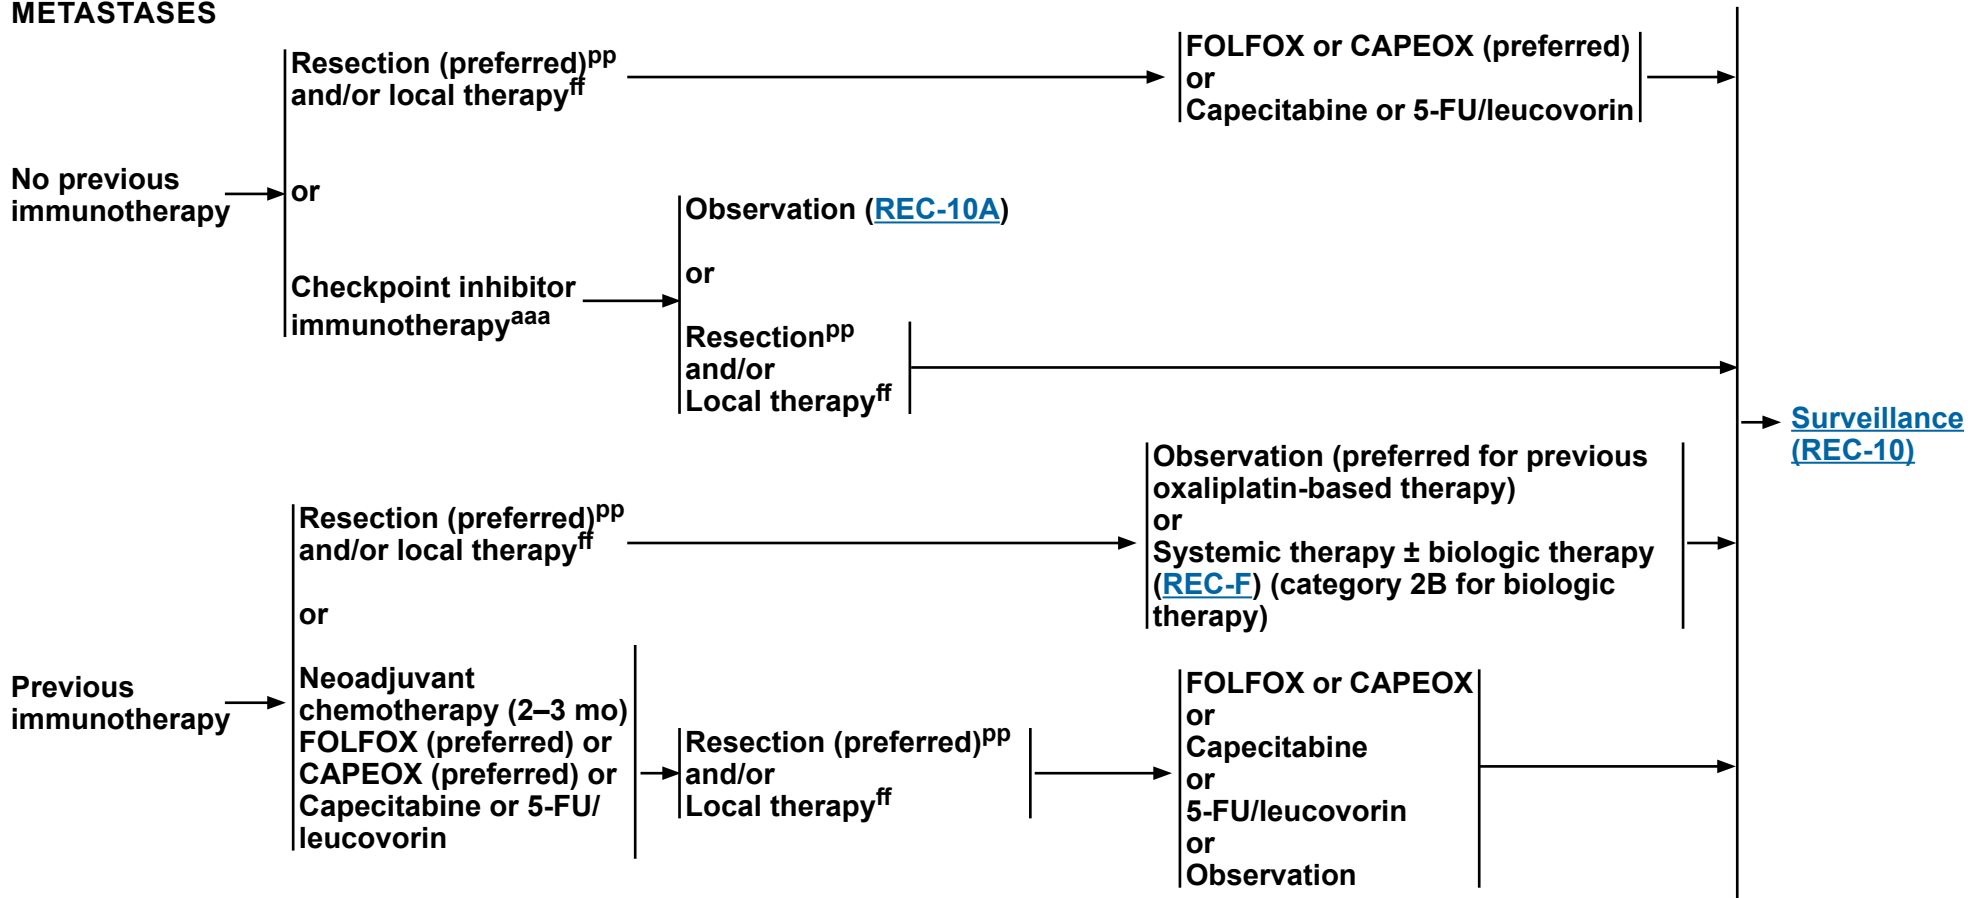 METASTASES
No previous
immunotherapy
Resection (preferred)pp
and/or local therapyff
or
Checkpoint inhibitor
immunotherapyaaa
FOLFOX or CAPEOX (preferred)
or
Capecitabine or 5-FU/leucovorin
Observation (REC-10A)
or
Resectionpp
and/or
Local therapyff
Previous
immunotherapy
Resection (preferred)pp
and/or local therapyff
or
Neoadjuvant
chemotherapy (2–3 mo)
FOLFOX (preferred) or
CAPEOX (preferred) or
Capecitabine or 5-FU/
leucovorin
Observation (preferred for previous
oxaliplatin-based therapy)
or
Systemic therapy ± biologic therapy
(REC-F) (category 2B for biologic
therapy)
Resection (preferred)pp
and/or
Local therapyff
FOLFOX or CAPEOX
or
Capecitabine
or
5-FU/leucovorin
or
Observation
Surveillance
(REC-10)